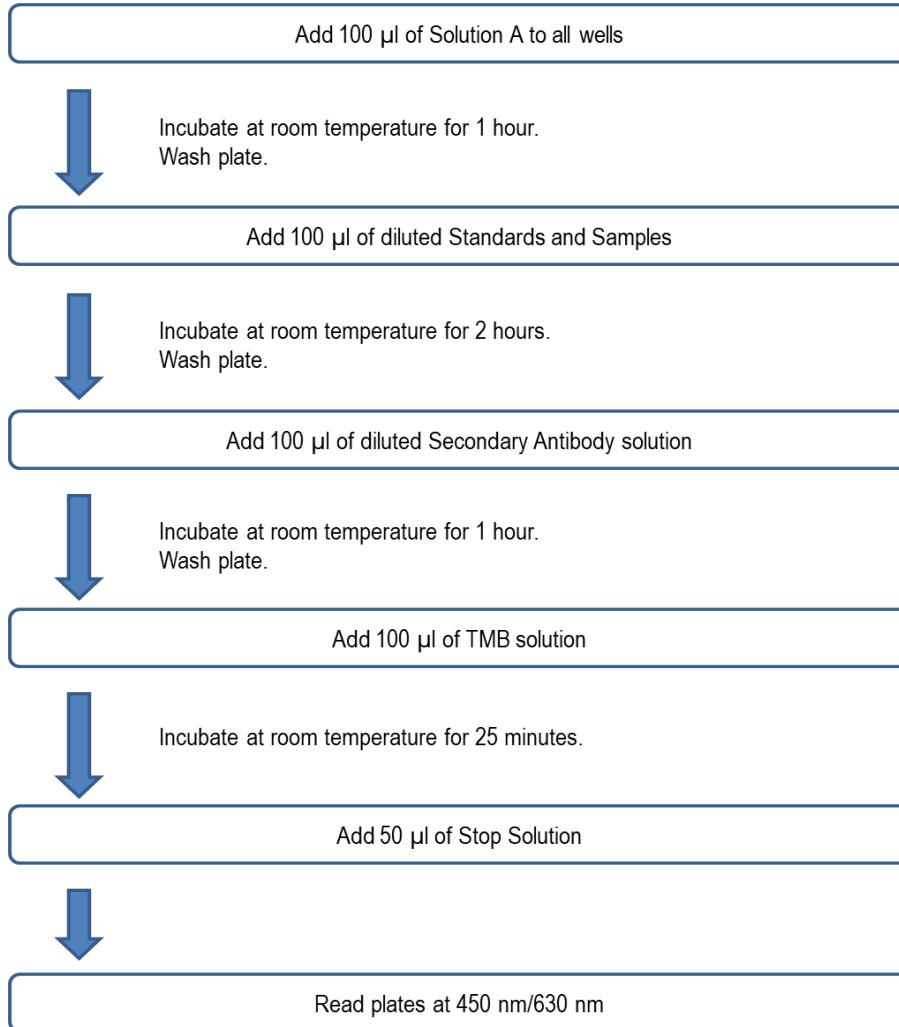 Add 100 µl of Solution A to all wells
Incubate at room temperature for 1 hour.
Wash plate.
Add 100 µl of diluted Standards and Samples
Incubate at room temperature for 2 hours.
Wash plate.
Add 100 µl of diluted Secondary Antibody solution
Incubate at room temperature for 1 hour.
Wash plate.
Add 100 µl of TMB solution
Incubate at room temperature for 25 minutes.
Add 50 µl of Stop Solution
Read plates at 450 nm/630 nm